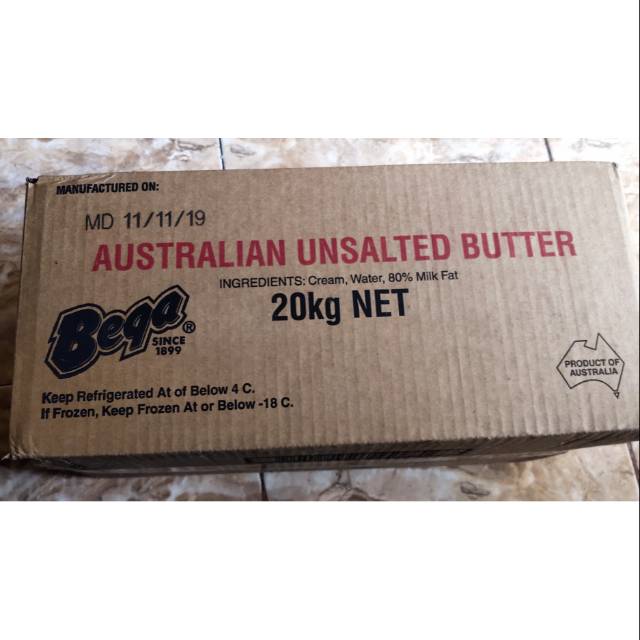 MANUFACTURED ON:
MD 11/11/19
AUSTRALIAN UNSALTED BUTTER
INGREDIENTS: Cream, Water, 80% Milk Fat
20kg NET
Bega®
SINCE
1899
PRODUCT OF
AUSTRALIA
Keep Refrigerated At of Below 4 C.
If Frozen, Keep Frozen At or Below -18 C.